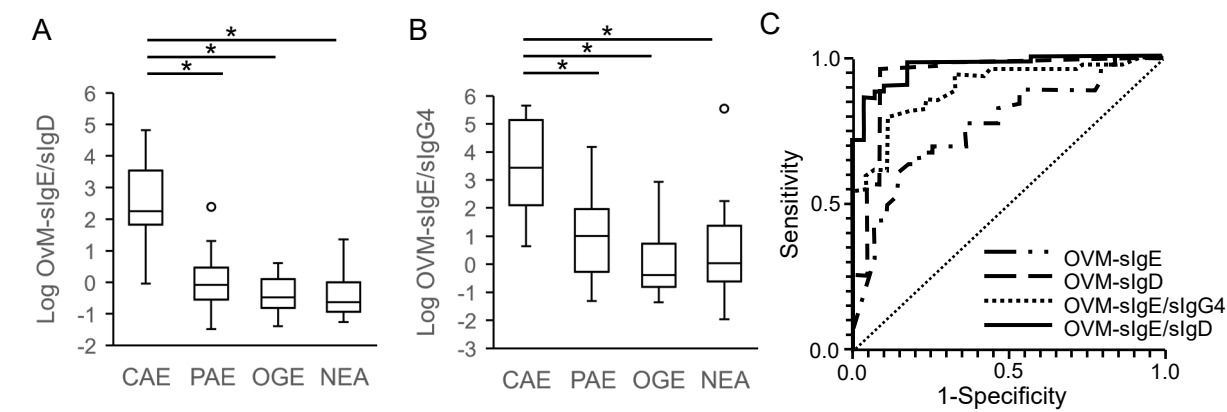 A
*
*
*
Log OvM-sIgE/sIgD
6
5
4
3
2
1
0
-1
-2
CAE PAE OGE NEA
B
*
*
*
Log OVM-sIgE/sIgG4
6
5
4
3
2
1
0
-1
-2
-3
CAE PAE OGE NEA
C
Sensitivity
1.0
0.5
0.0
OVM-sIgE
OVM-sIgD
OVM-sIgE/sIgG4
OVM-sIgE/sIgD
0.0 0.5 1.0
1-Specificity